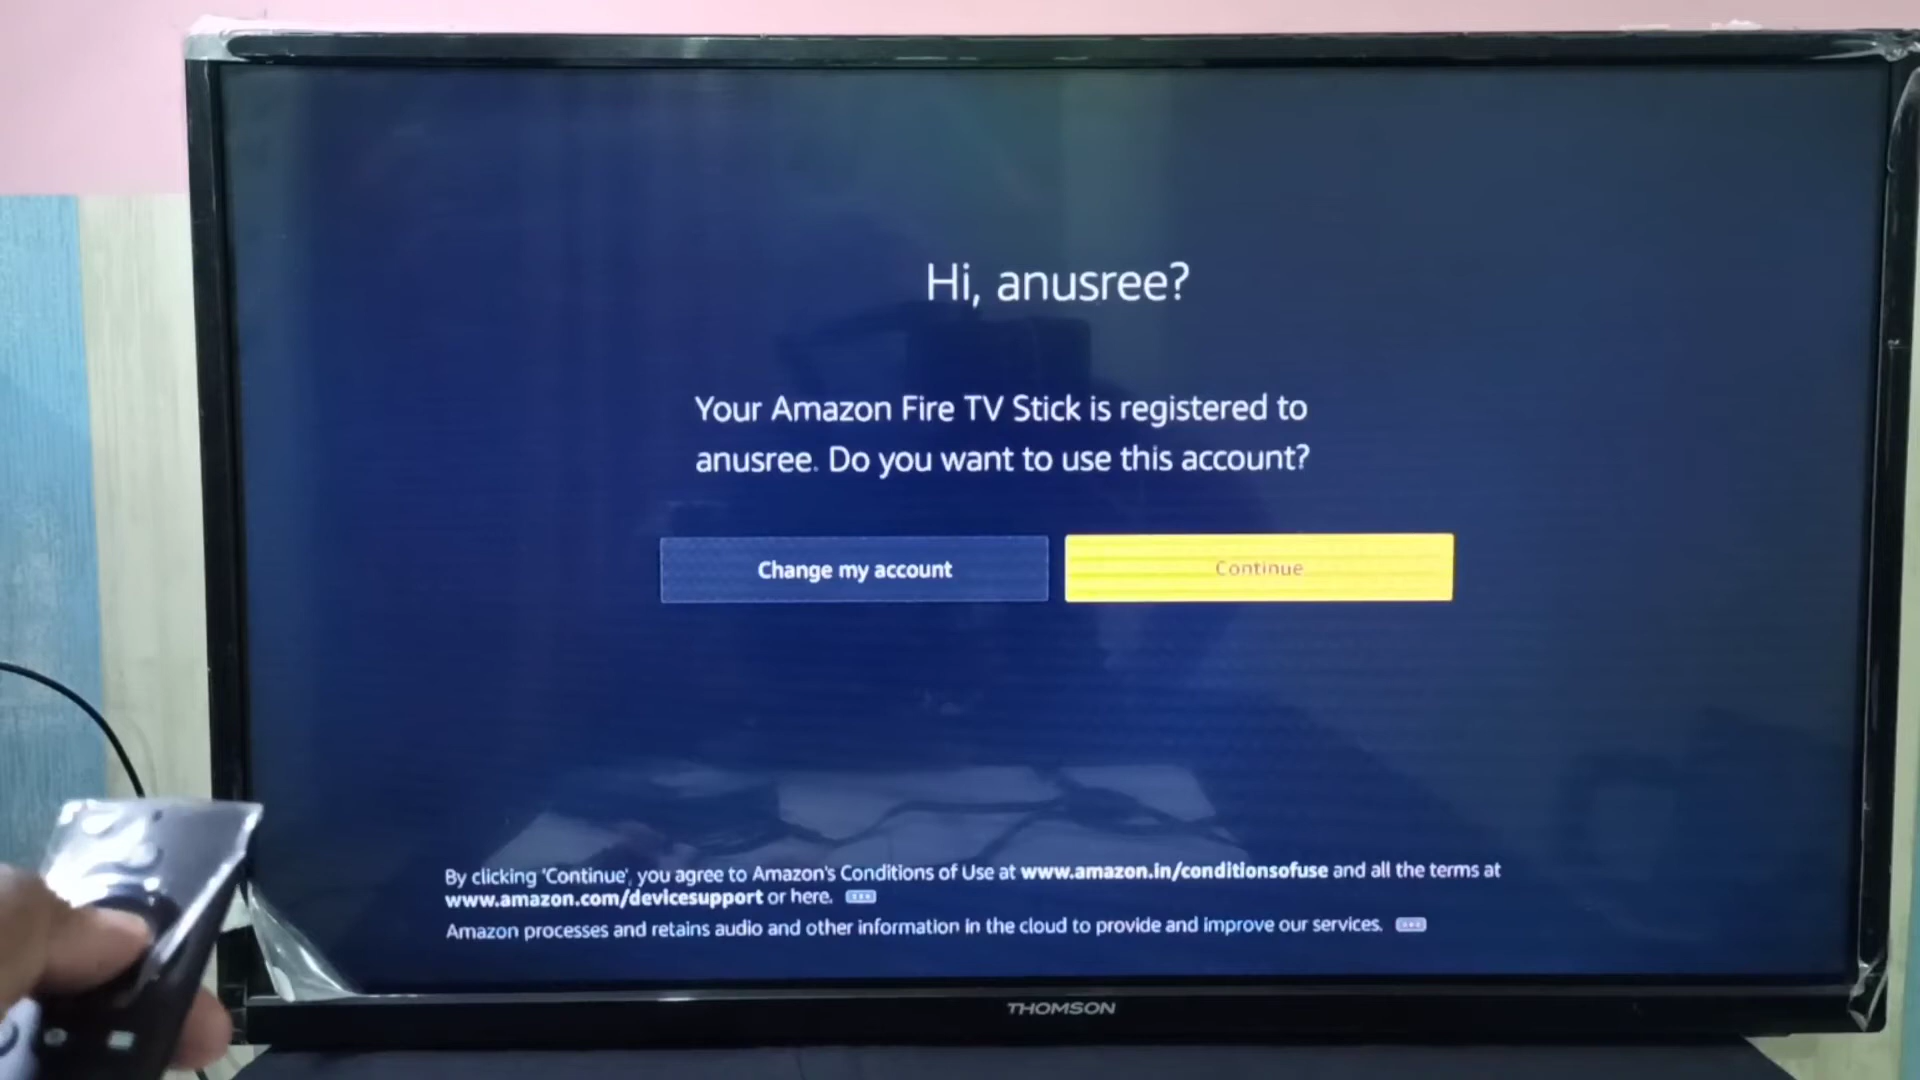 Hi, anusree?
Your Amazon Fire TV Stick is registered to
anusree. Do you want to use this account?
Change my account
Continue
By clicking 'Continue', you agree to Amazon's Conditions of Use at www.amazon.in/conditionsofuse and all the terms at
www.amazon.com/devicesupport or here.
Amazon processes and retains audio and other information in the cloud to provide and improve our services.
THOMSON